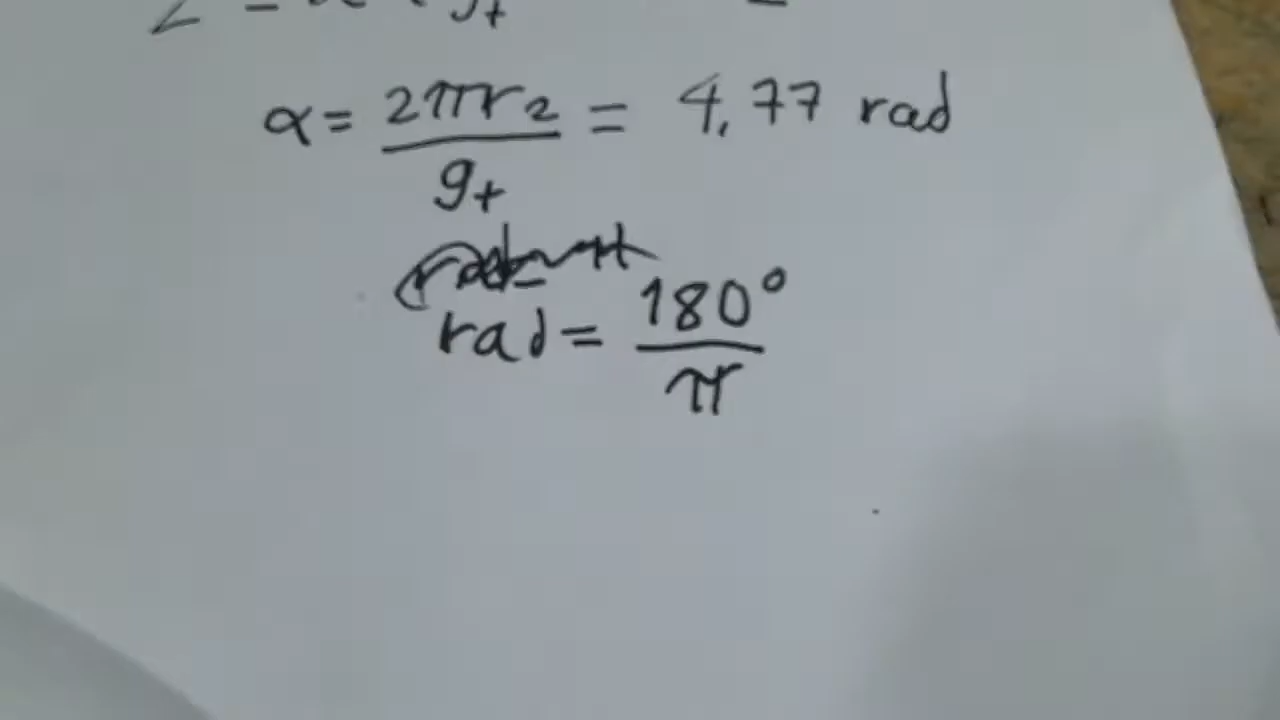 α = 2πr₂ / g₊ = 4,77 rad
rad = 180° / π